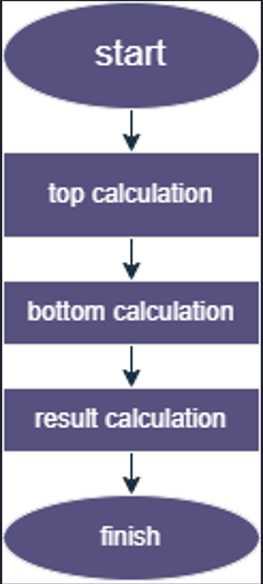 start
top calculation
bottom calculation
result calculation
finish